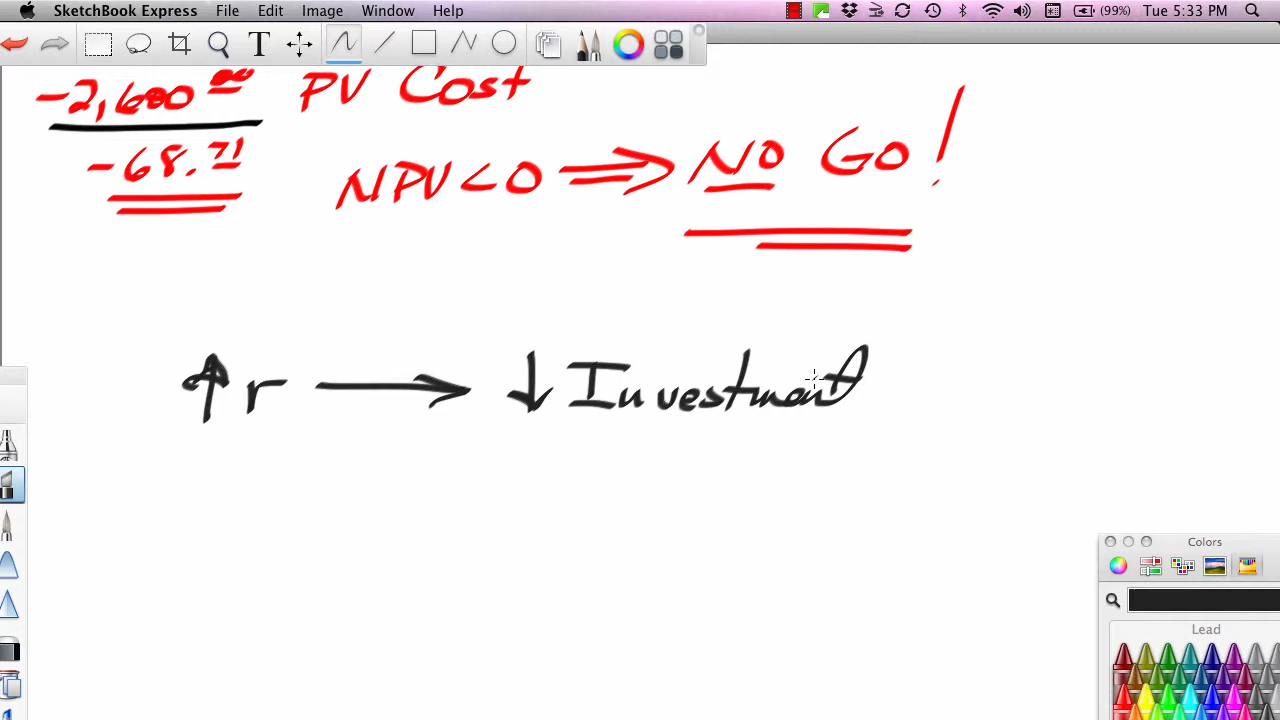 SketchBook Express File Edit Image Window Help (99%) Tue 5:33 PM
T
-2,600.00 PV Cost
-68.71 NPV<0 ⟹ NO GO!
↑r ⟶ ↓Investment
Colors
Lead